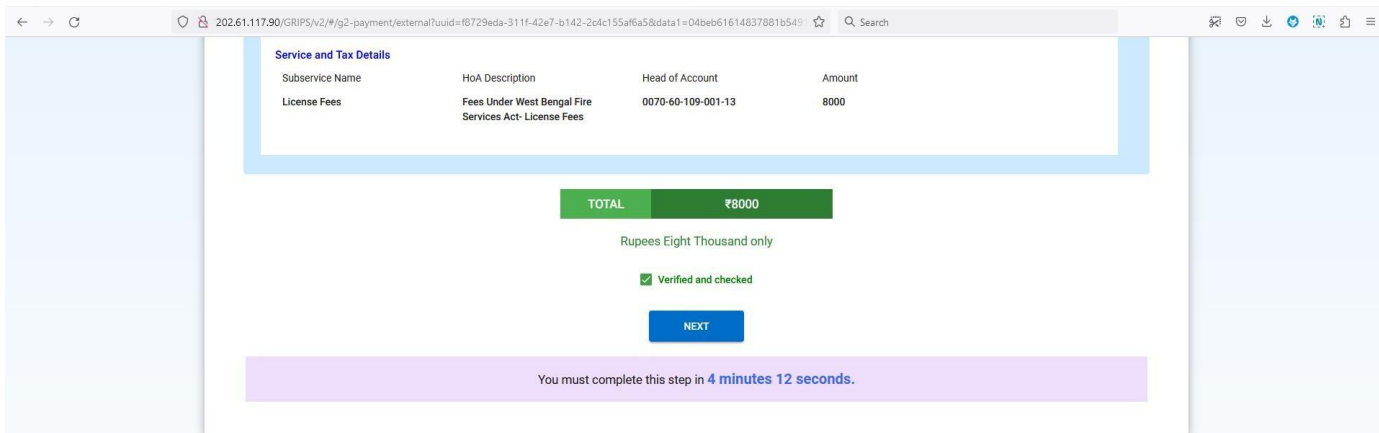 202.61.117.90/GRIPS/v2/#/g2-payment/external?uuid=f8729eda-311f-42e7-b142-2c4c155af6a5&data1=04beb61614837881b549
Search
Service and Tax Details
Subservice Name HoA Description Head of Account Amount
License Fees Fees Under West Bengal Fire 0070-60-109-001-13 8000
Services Act- License Fees
TOTAL ₹8000
Rupees Eight Thousand only
Verified and checked
NEXT
You must complete this step in 4 minutes 12 seconds.